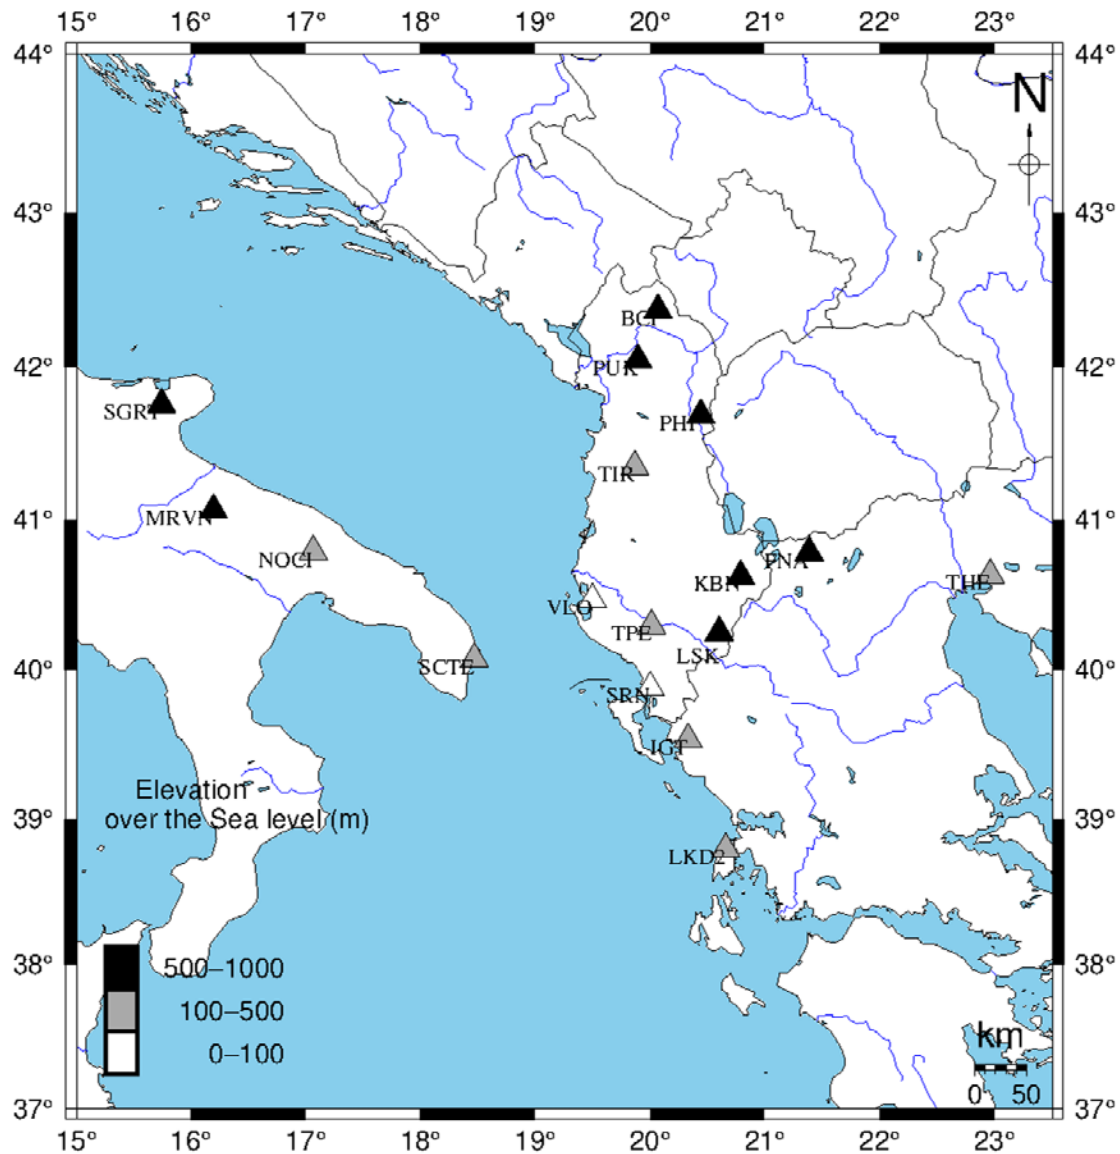 15° 16° 17° 18° 19° 20° 21° 22° 23°
44° 44°
N
43° 43°
BCI
42° PUK 42°
SGRT PHP
TIR
41° MRVN 41°
NOCI FNA
KBN THE
VLO
TPE
40° SCTE LSK 40°
SRN
IGT
Elevation
39° over the Sea level (m) 39°
LKD2
38° 500–1000 38°
100–500
km
0–100
0 50
37° 37°
15° 16° 17° 18° 19° 20° 21° 22° 23°